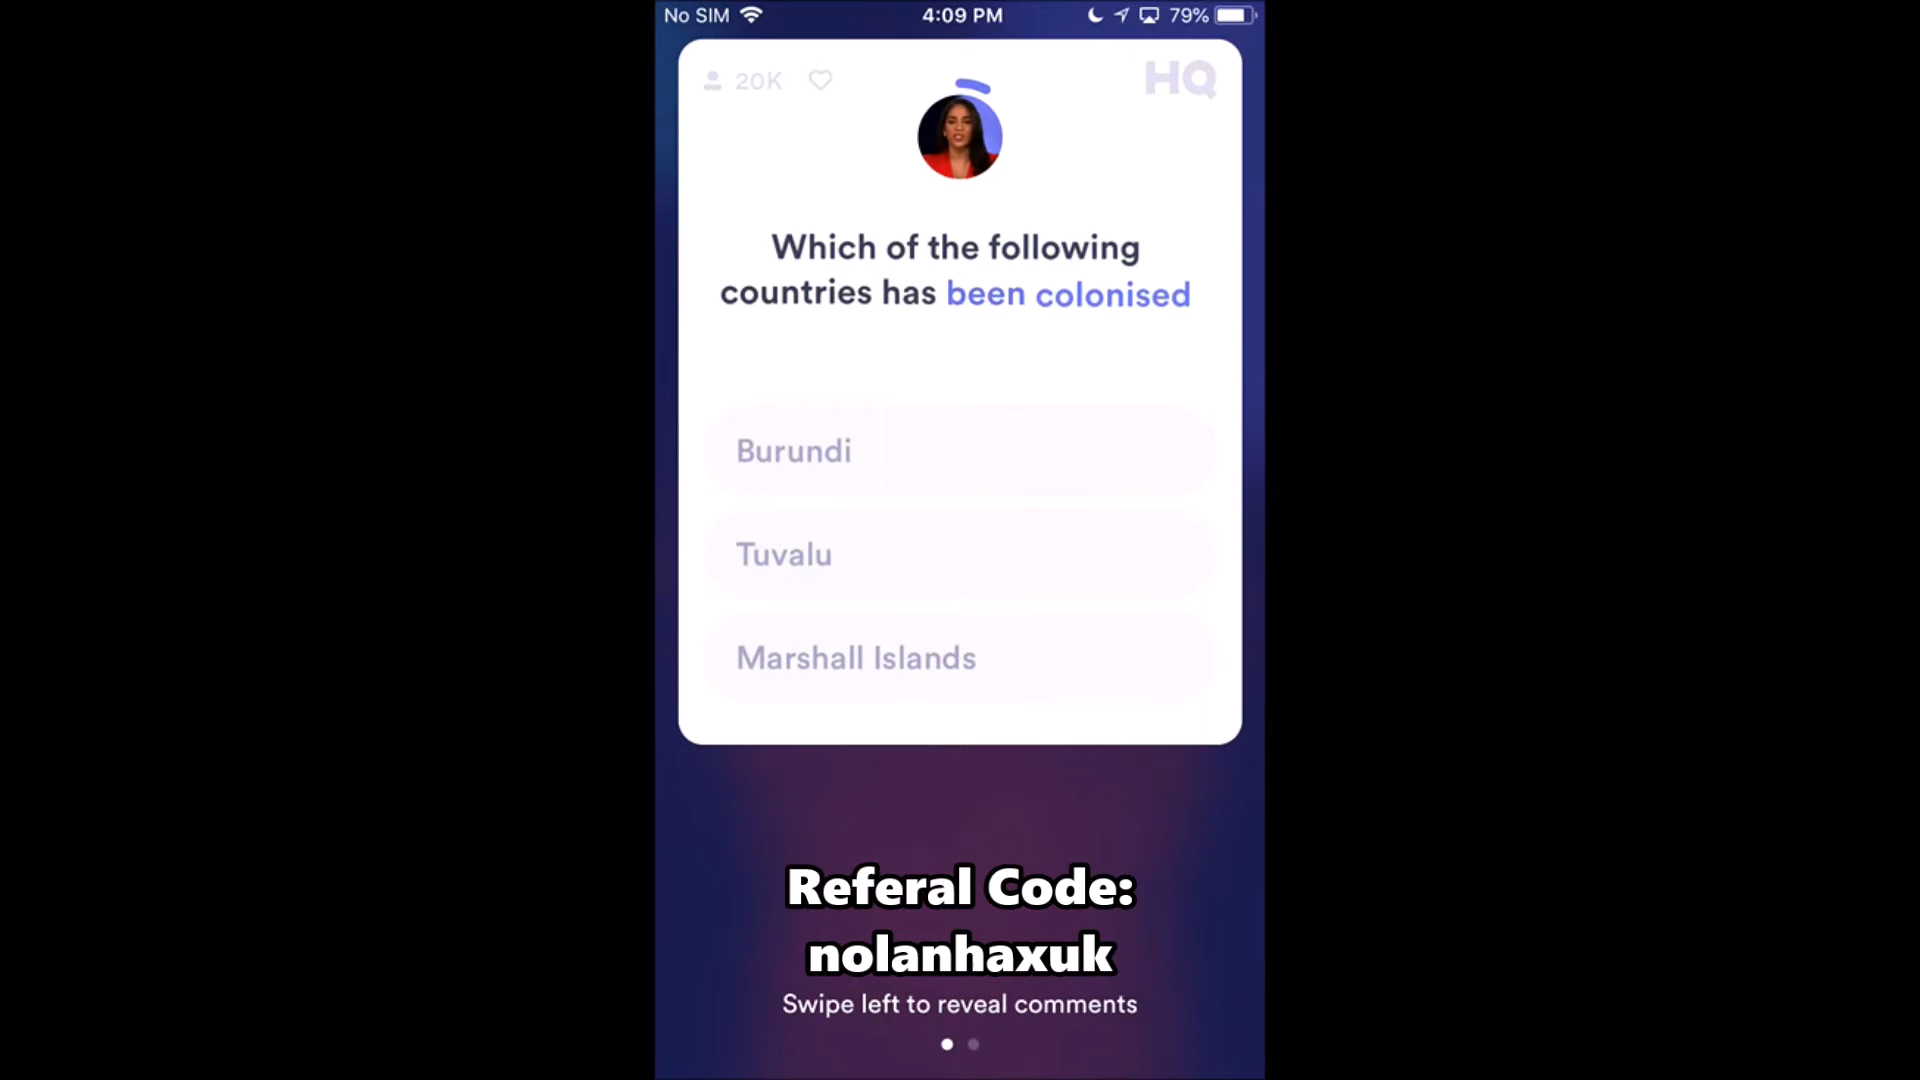 No SIM 4:09 PM 79%
20K HQ
Which of the following
countries has been colonised
Burundi
Tuvalu
Marshall Islands
Referal Code:
nolanhaxuk
Swipe left to reveal comments